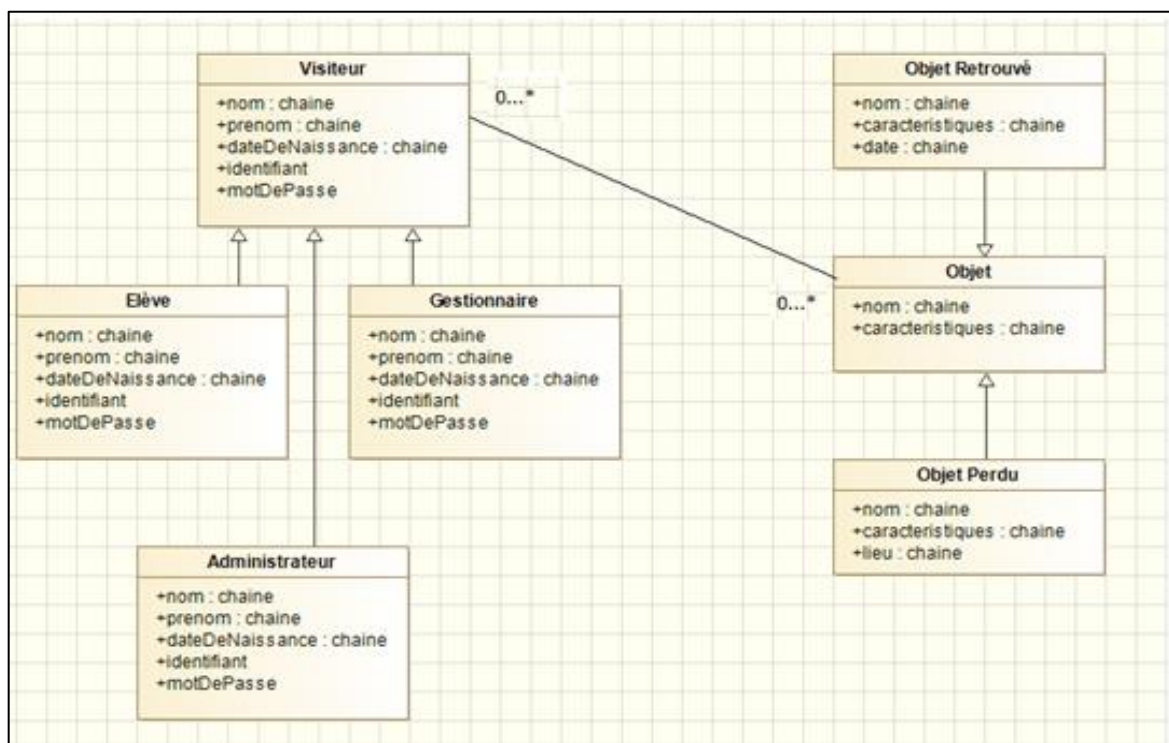 Visiteur
+nom : chaine
+prenom : chaine
+dateDeNaissance : chaine
+identifiant
+motDePasse
0...*
Objet Retrouvé
+nom : chaine
+caracteristiques : chaine
+date : chaine
Elève
+nom : chaine
+prenom : chaine
+dateDeNaissance : chaine
+identifiant
+motDePasse
Gestionnaire
+nom : chaine
+prenom : chaine
+dateDeNaissance : chaine
+identifiant
+motDePasse
0...*
Objet
+nom : chaine
+caracteristiques : chaine
Administrateur
+nom : chaine
+prenom : chaine
+dateDeNaissance : chaine
+identifiant
+motDePasse
Objet Perdu
+nom : chaine
+caracteristiques : chaine
+lieu : chaine